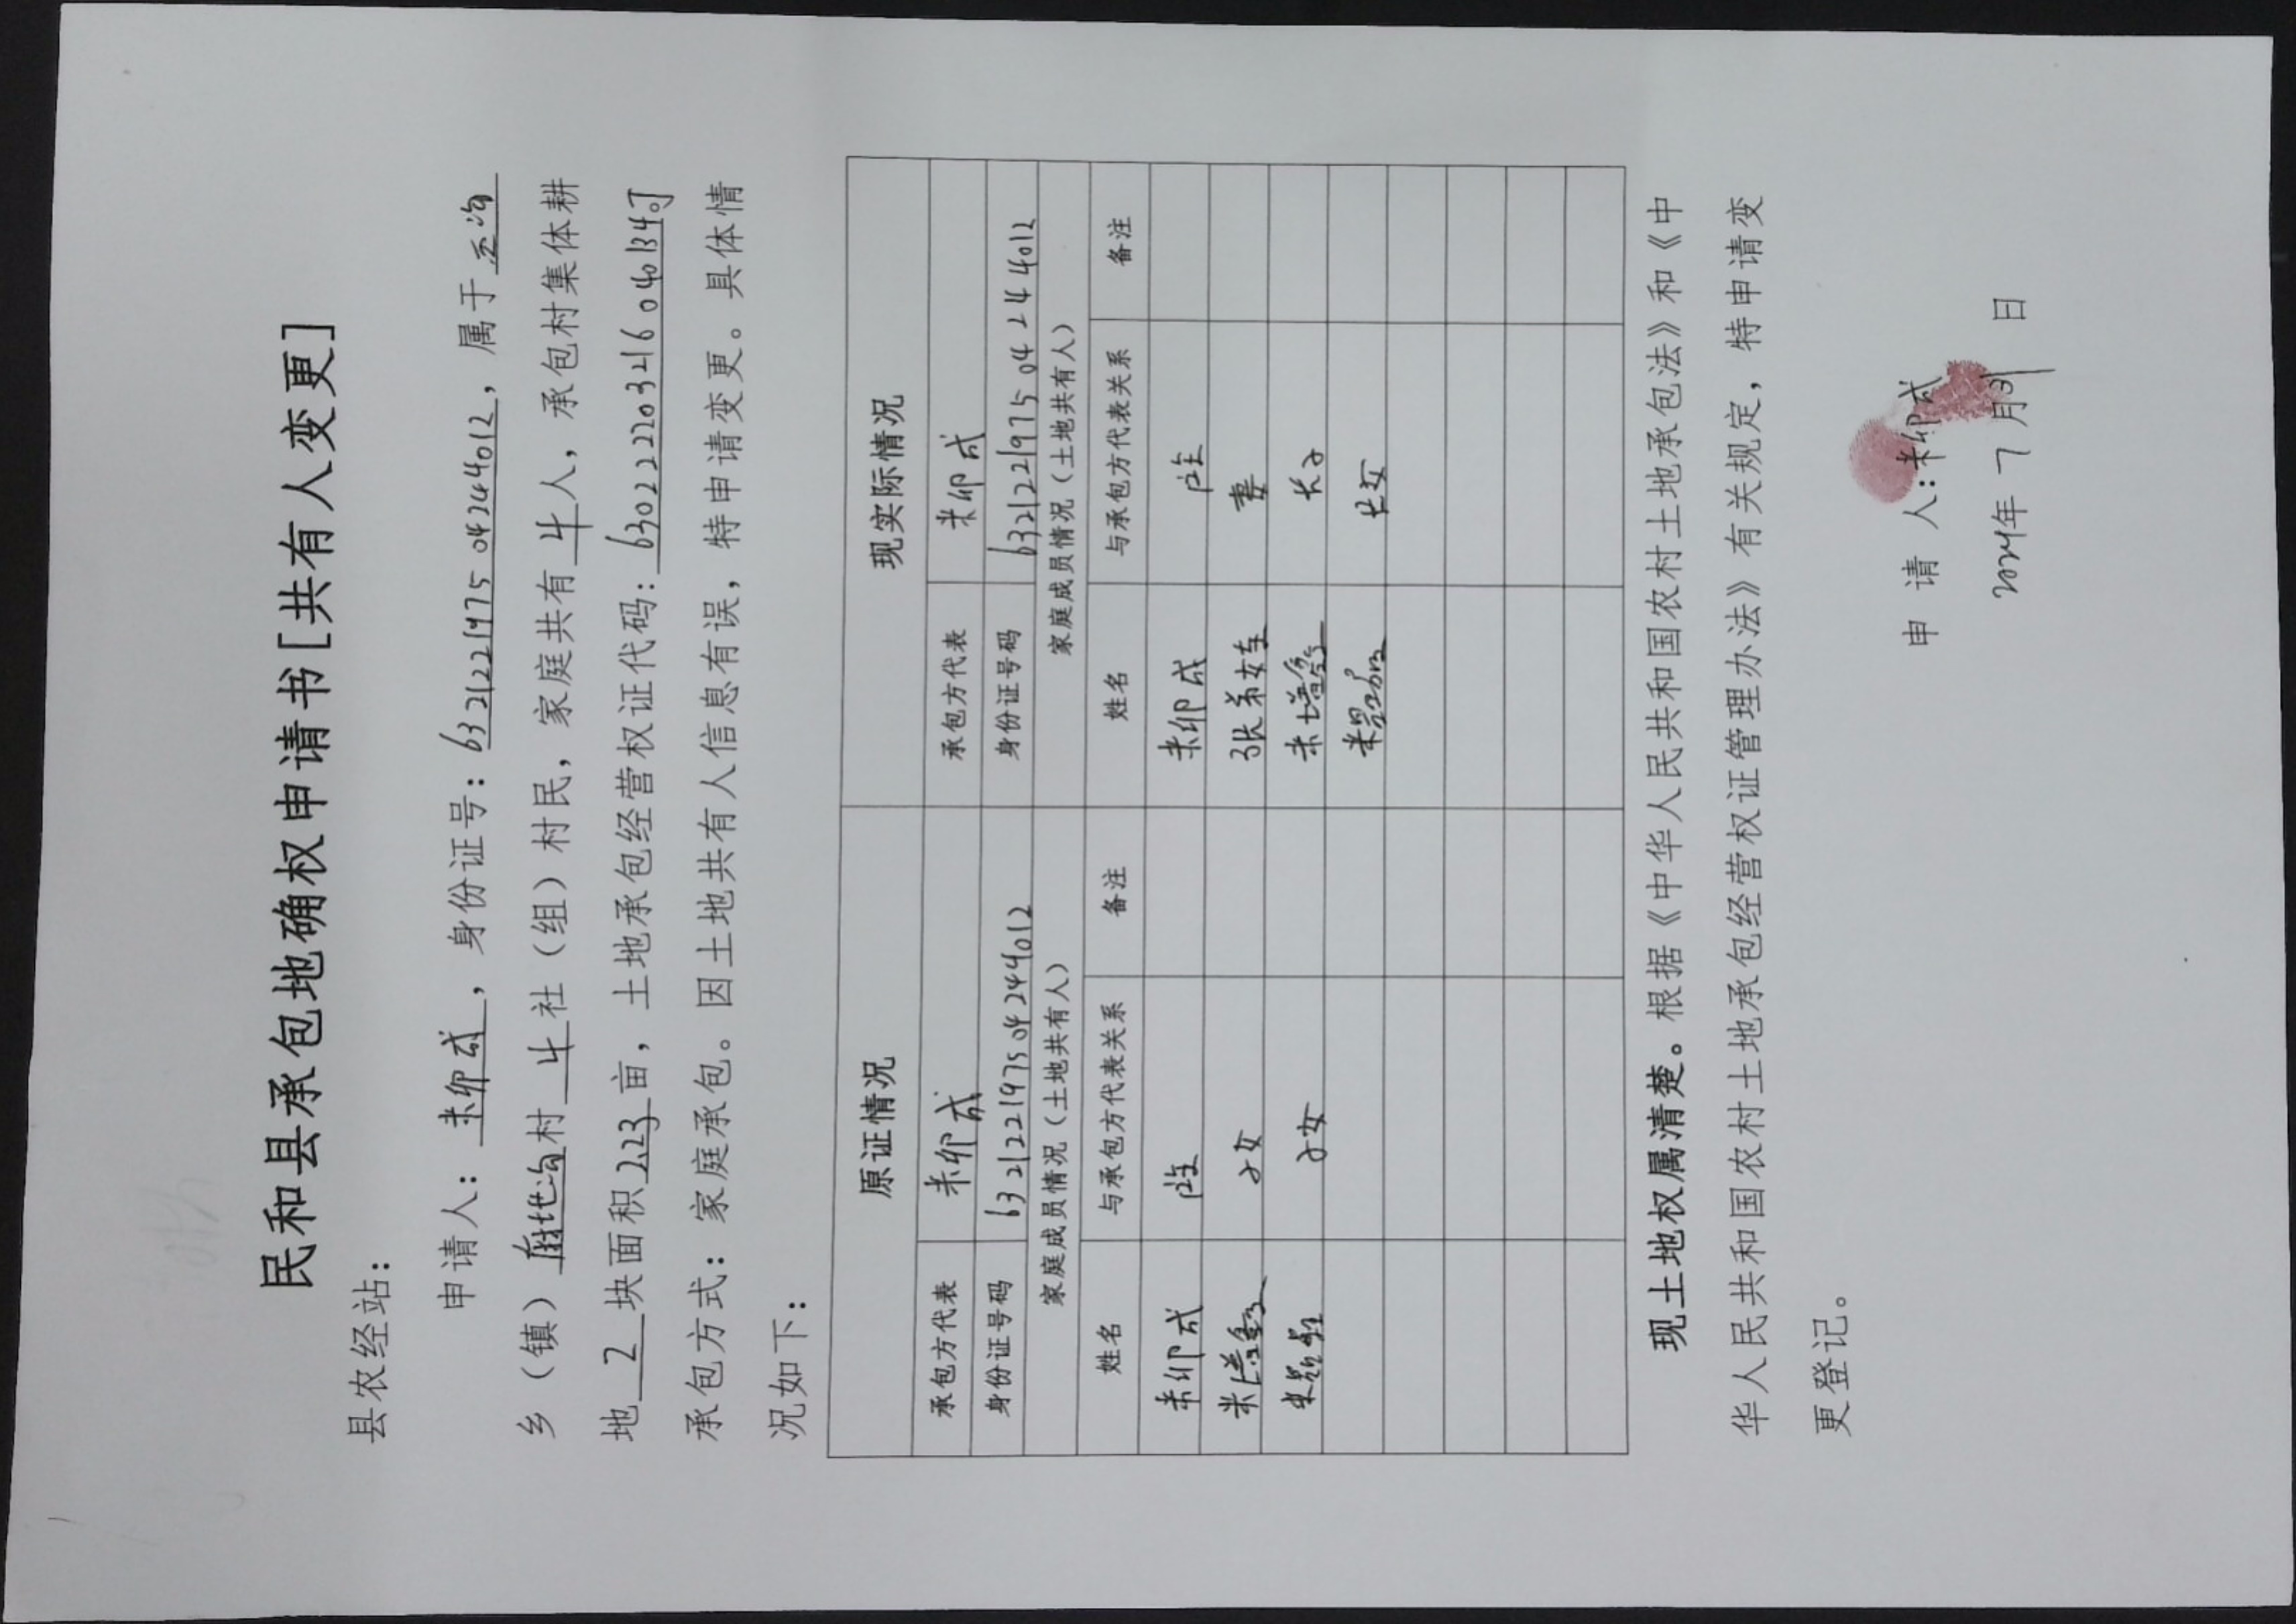 民和县承包地确权申请书[共有人变更]
县农经站：
申请人：米卯成，身份证号：632122197504244012，属于沟
乡（镇）地沟村4社（组）村民，家庭共有4人，承包村集体耕
地2块面积2.23亩，土地承包经营权证代码：630222203216040134J
承包方式：家庭承包。因土地共有人信息有误，特申请变更。具体情
况如下：
原证情况 现实际情况
承包方代表 米卯成 承包方代表 米卯成
身份证号码 632122197504244012 身份证号码 632122197504244012
家庭成员情况（土地共有人） 家庭成员情况（土地共有人）
姓名 与承包方代表关系 备注 姓名 与承包方代表关系 备注
米卯成 户主 米卯成 户主
米增鑫 子女 张弟女车 妻
米 子女 米增鑫 长子
米 长女
现土地权属清楚。根据《中华人民共和国农村土地承包法》和《中
华人民共和国农村土地承包经营权证管理办法》有关规定，特申请变
更登记。
申 请 人：米卯成
2024年 7 月31 日